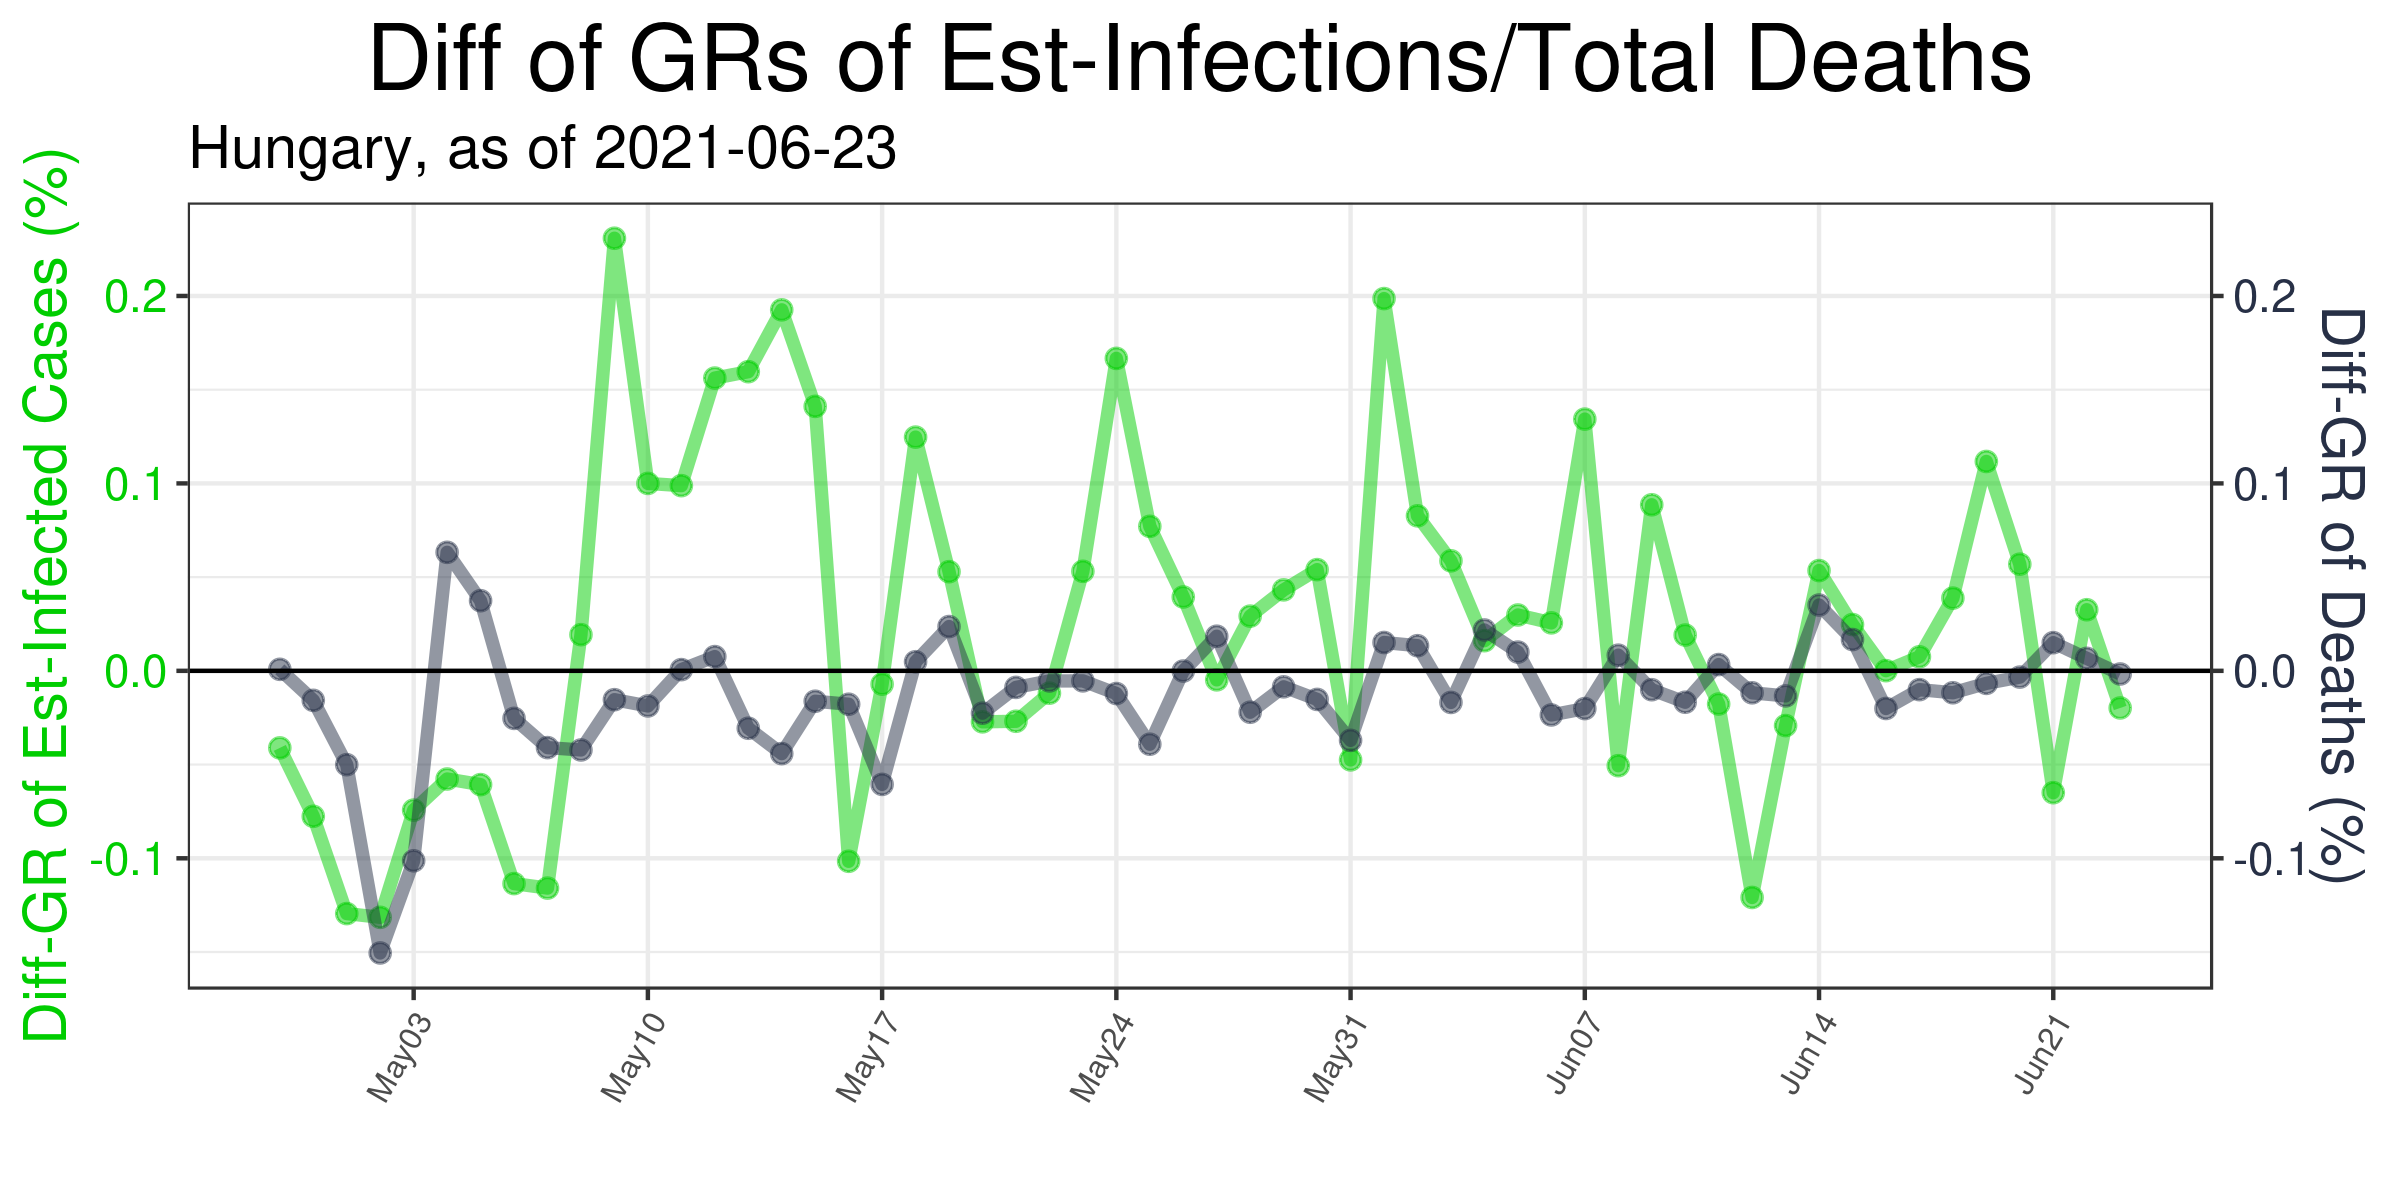 Diff of GRs of Est-Infections/Total Deaths
Hungary, as of 2021-06-23
Diff-GR of Est-Infected Cases (%)
0.2
0.1
0.0
-0.1
0.2
0.1
0.0
-0.1
Diff-GR of Deaths (%)
May03
May10
May17
May24
May31
Jun07
Jun14
Jun21